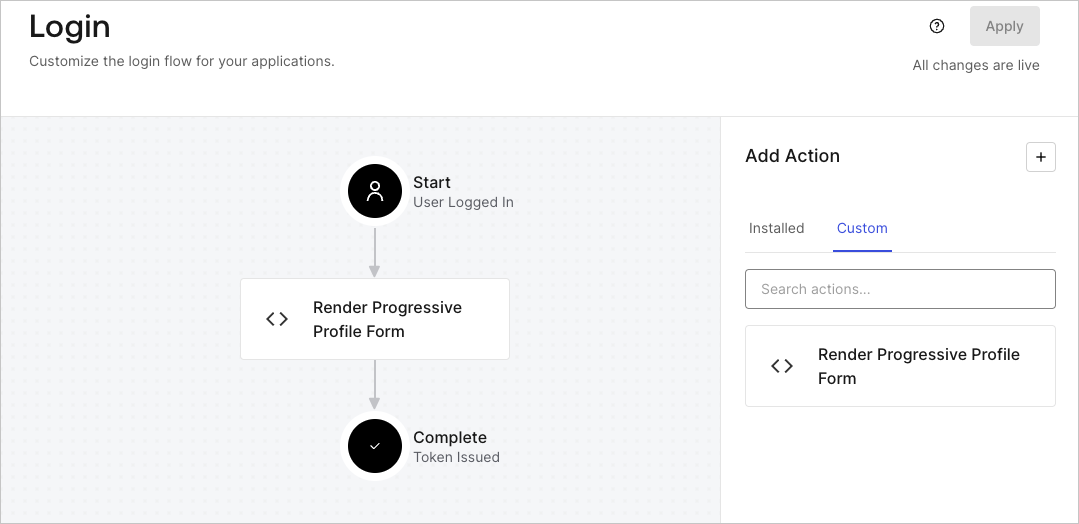 Login
Customize the login flow for your applications.
Apply
All changes are live
Start
User Logged In
Render Progressive
Profile Form
Complete
Token Issued
Add Action
Installed
Custom
Search actions...
Render Progressive Profile
Form